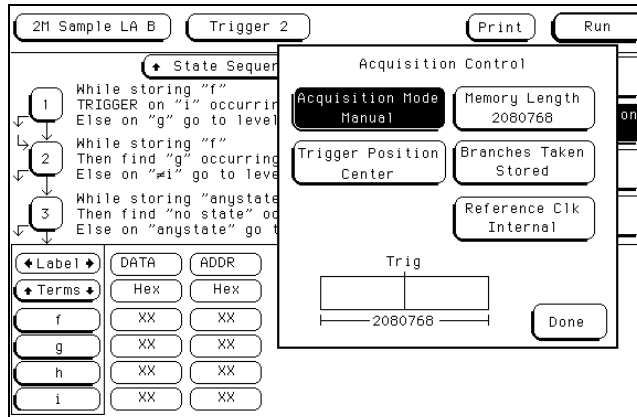 2M Sample LA B
Trigger 2
Print
Run
State Sequen
While storing "f"
1
TRIGGER on "i" occurrin
Else on "g" go to level
While storing "f"
2
Then find "g" occurring
Else on "≠i" go to level
While storing "anystate
3
Then find "no state" oc
Else on "anystate" go t
Acquisition Control
Acquisition Mode
Manual
Memory Length
2080768
Trigger Position
Center
Branches Taken
Stored
Reference Clk
Internal
Trig
2080768
Done
on
Label
DATA
ADDR
Terms
Hex
Hex
f
XX
XX
g
XX
XX
h
XX
XX
i
XX
XX